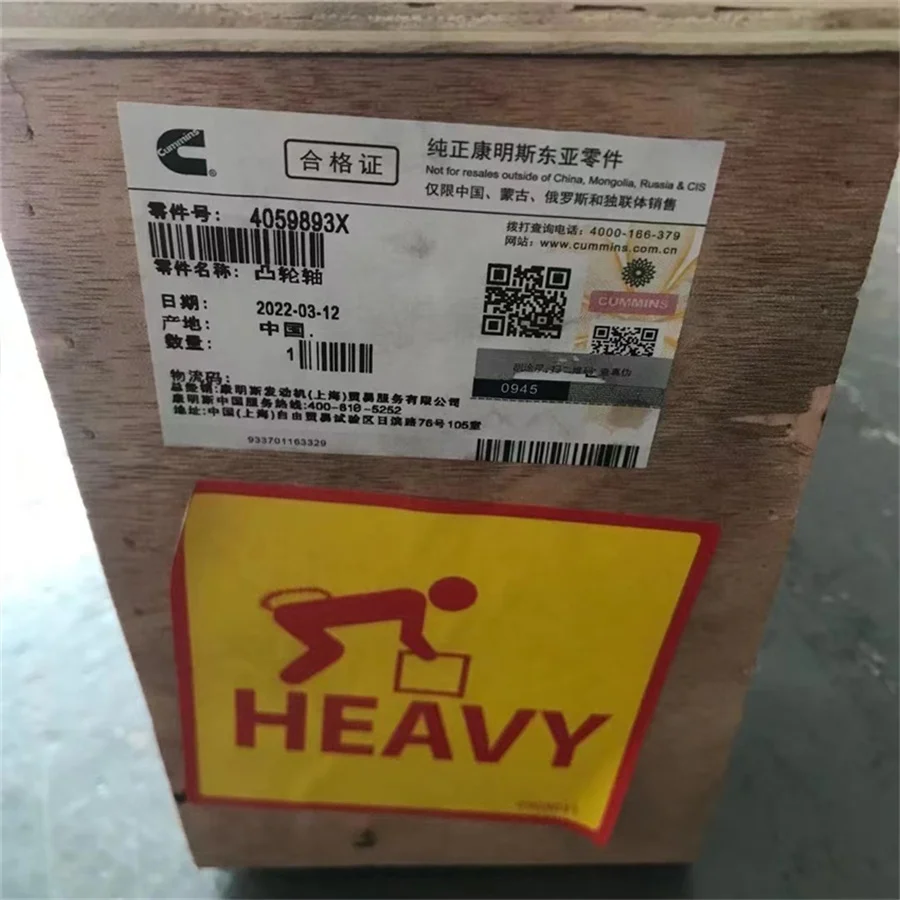 Cummins
合格证
纯正康明斯东亚零件
Not for resales outside of China, Mongolia, Russia & CIS
仅限中国、蒙古、俄罗斯和独联体销售
零件号: 4059893X
拨打查询电话: 4000-166-379
网站: www.cummins.com.cn
零件名称: 凸轮轴
CUMMINS
日期: 2022-03-12
产地: 中国.
数量: 1
0945
物流码:
总经销: 康明斯发动机(上海)贸易服务有限公司
康明斯中国服务热线:400-810-5252
地址: 中国(上海)自由贸易试验区日滨路76号105室
933701163329
HEAVY